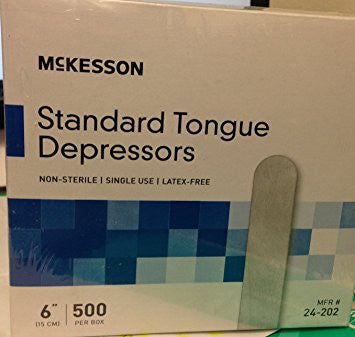 McKESSON
Standard Tongue
Depressors
NON-STERILE | SINGLE USE | LATEX-FREE
6" | 500
(15 CM) PER BOX
MFR #
24-202